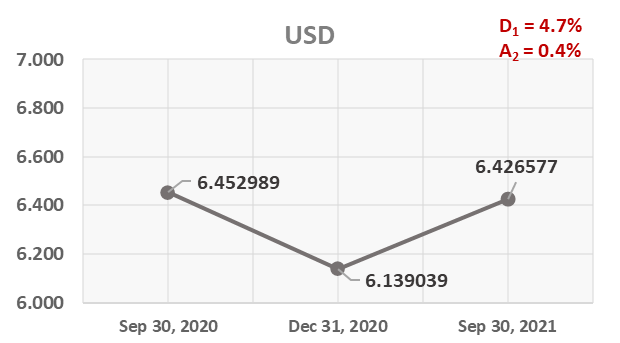 USD
D₁ = 4.7%
A₂ = 0.4%
7.000
6.800
6.600
6.400
6.200
6.000
6.452989
6.139039
6.426577
Sep 30, 2020
Dec 31, 2020
Sep 30, 2021